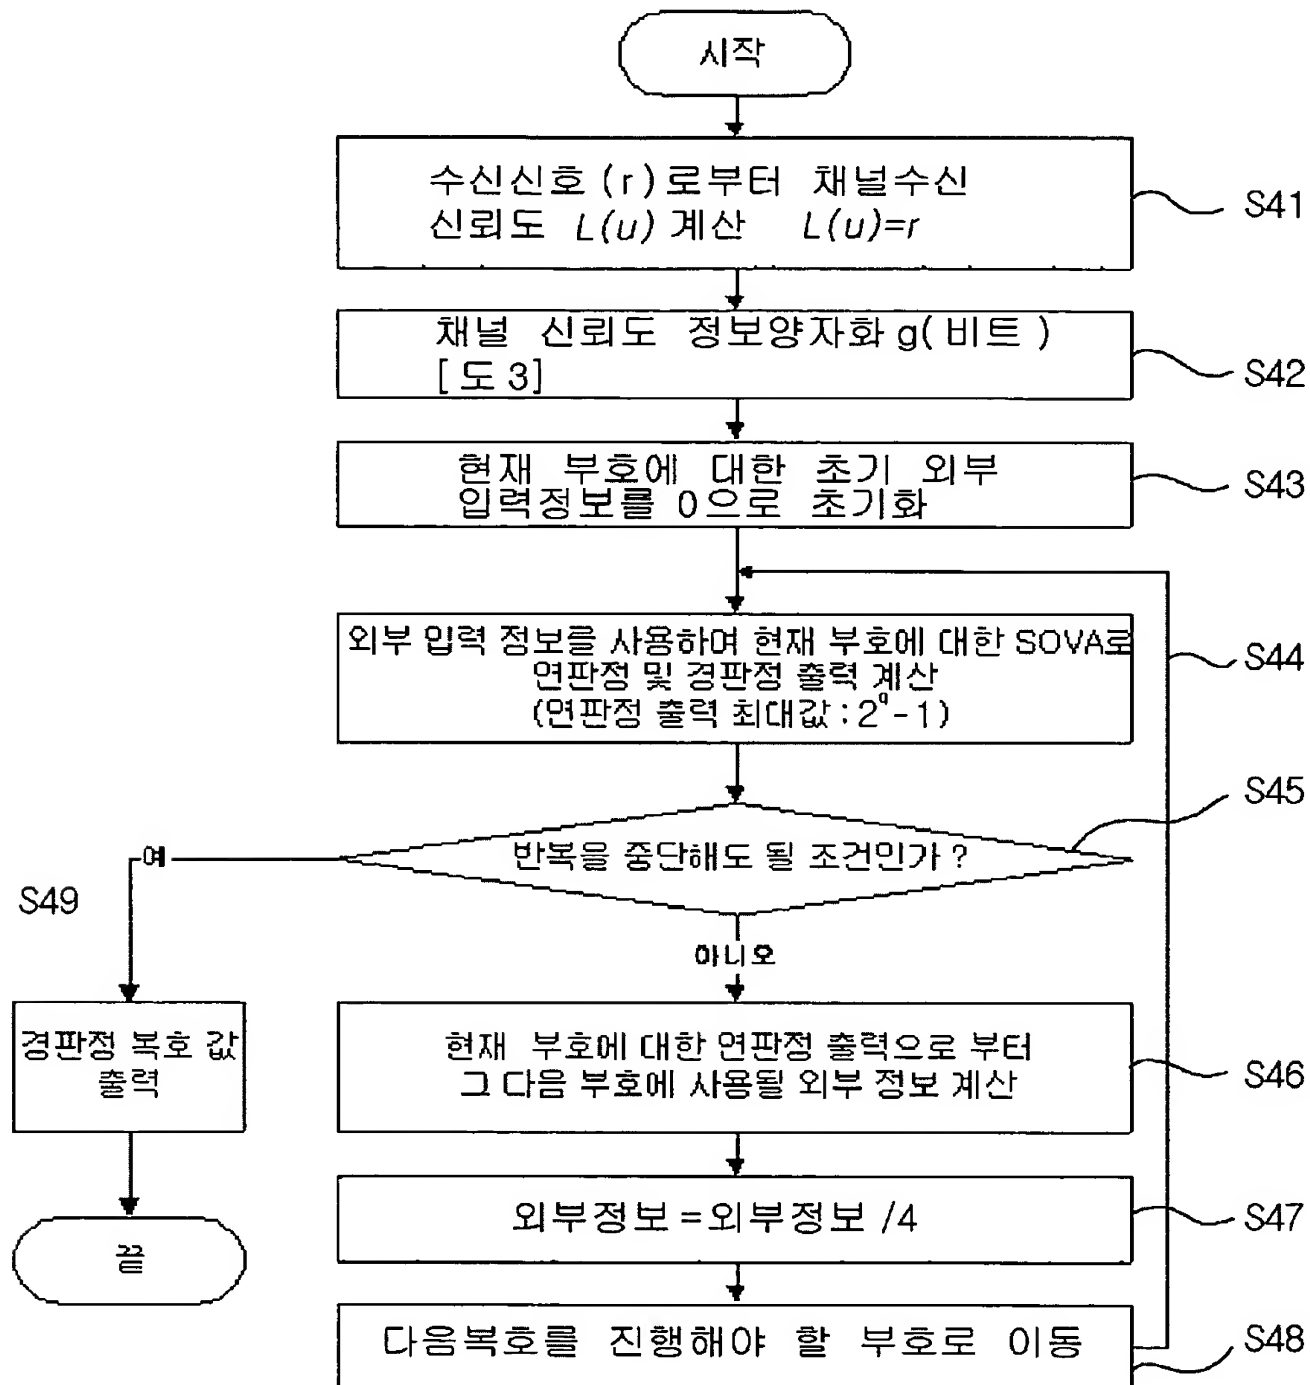 시작
수신신호(r)로부터 채널수신
신뢰도 L(u) 계산 L(u)=r
S41
채널 신뢰도 정보양자화 g(비트)
[도3]
S42
현재 부호에 대한 초기 외부
입력정보를 0으로 초기화
S43
외부 입력 정보를 사용하여 현재 부호에 대한 SOVA로
연판정 및 경판정 출력 계산
(연판정 출력 최대값 : 2^q - 1)
S44
반복을 중단해도 될 조건인가 ?
S45
예
S49
아니오
경판정 복호 값
출력
현재 부호에 대한 연판정 출력으로 부터
그 다음 부호에 사용될 외부 정보 계산
S46
외부정보 =외부정보 /4
S47
끝
다음복호를 진행해야 할 부호로 이동
S48